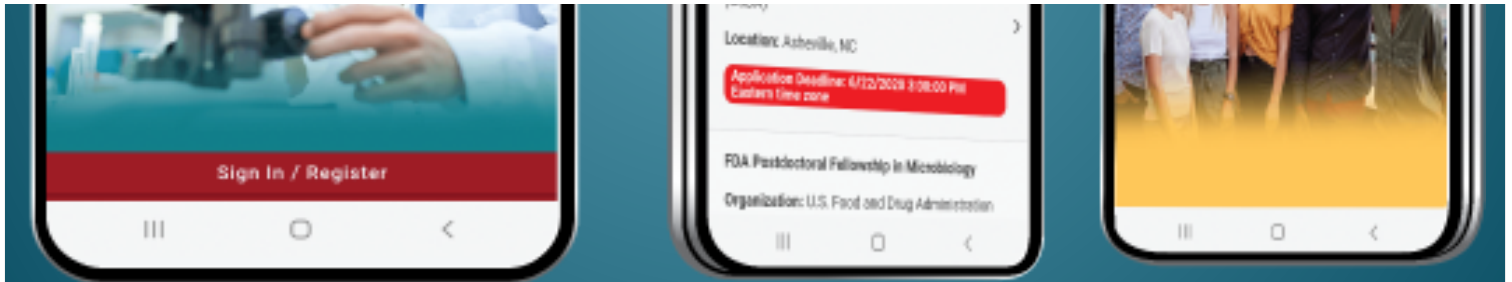 Sign In / Register
Location: Asheville, NC
Application Deadline: 6/22/2020 3:00:00 PM
Eastern time zone
FDA Postdoctoral Fellowship in Microbiology
Organization: U.S. Food and Drug Administration